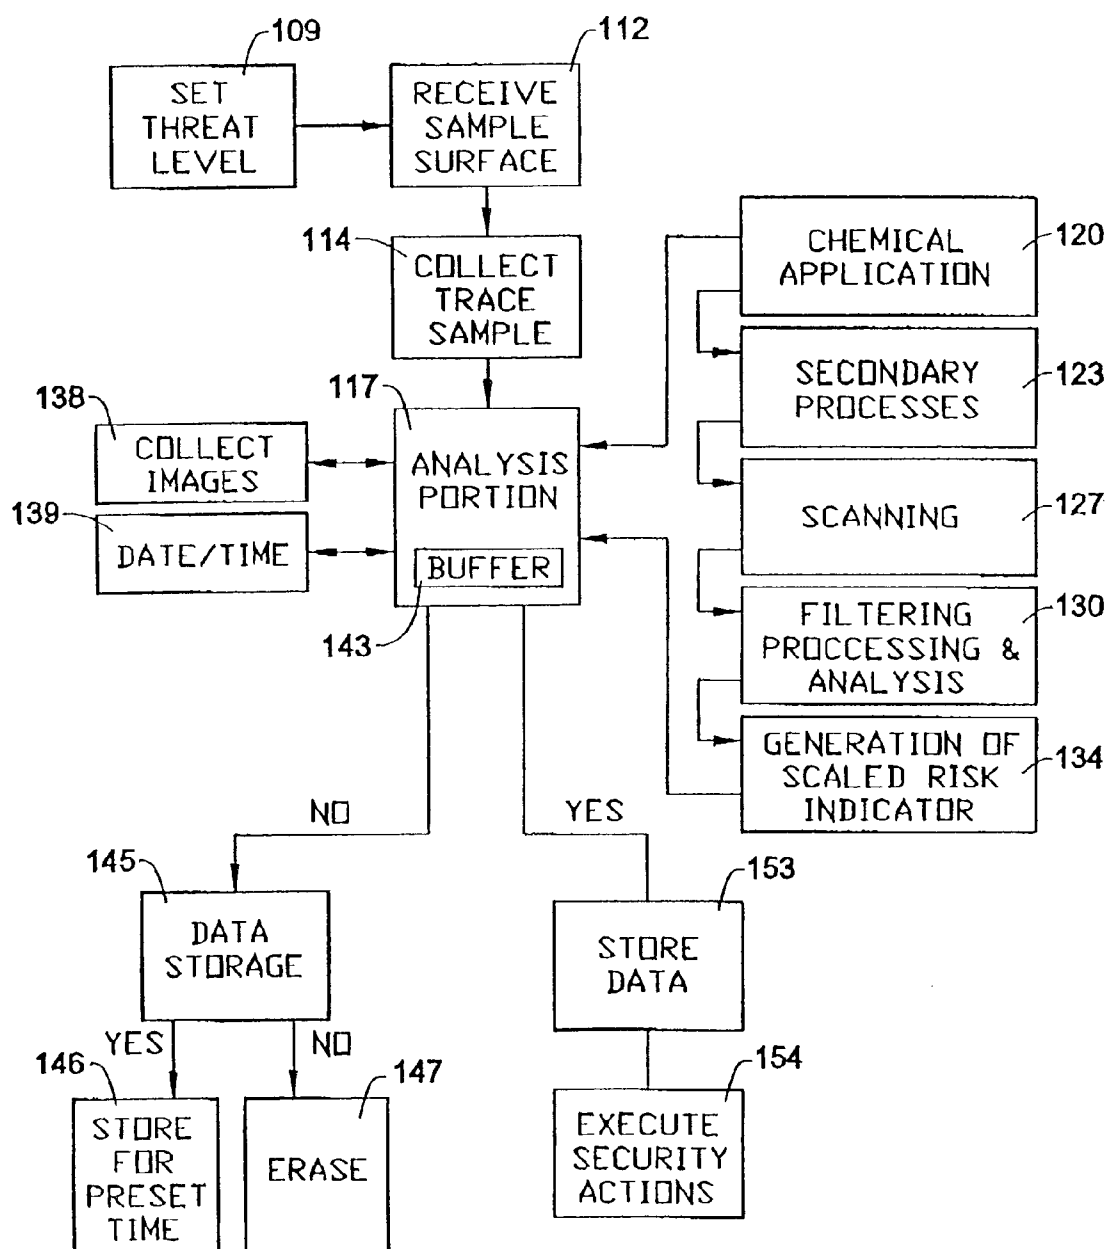 109
SET
THREAT
LEVEL
112
RECEIVE
SAMPLE
SURFACE
114
COLLECT
TRACE
SAMPLE
117
ANALYSIS
PORTION
BUFFER
143
138
COLLECT
IMAGES
139
DATE/TIME
CHEMICAL
APPLICATION
120
SECONDARY
PROCESSES
123
SCANNING
127
FILTERING
PROCCESSING &
ANALYSIS
130
GENERATION OF
SCALED RISK
INDICATOR
134
NO
YES
145
DATA
STORAGE
YES
NO
146
STORE
FOR
PRESET
TIME
147
ERASE
153
STORE
DATA
154
EXECUTE
SECURITY
ACTIONS